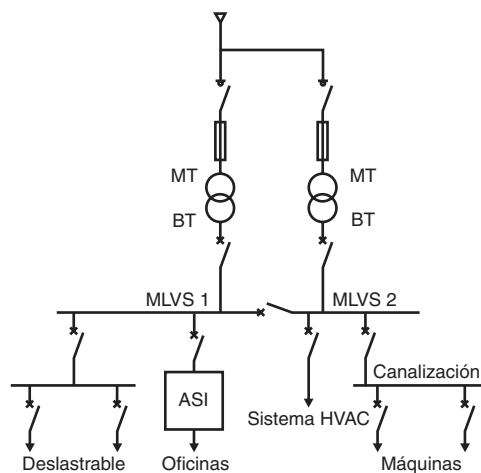 MT
MT
BT
BT
MLVS 1
MLVS 2
Canalización
ASI
Sistema HVAC
Deslastrable
Oficinas
Máquinas